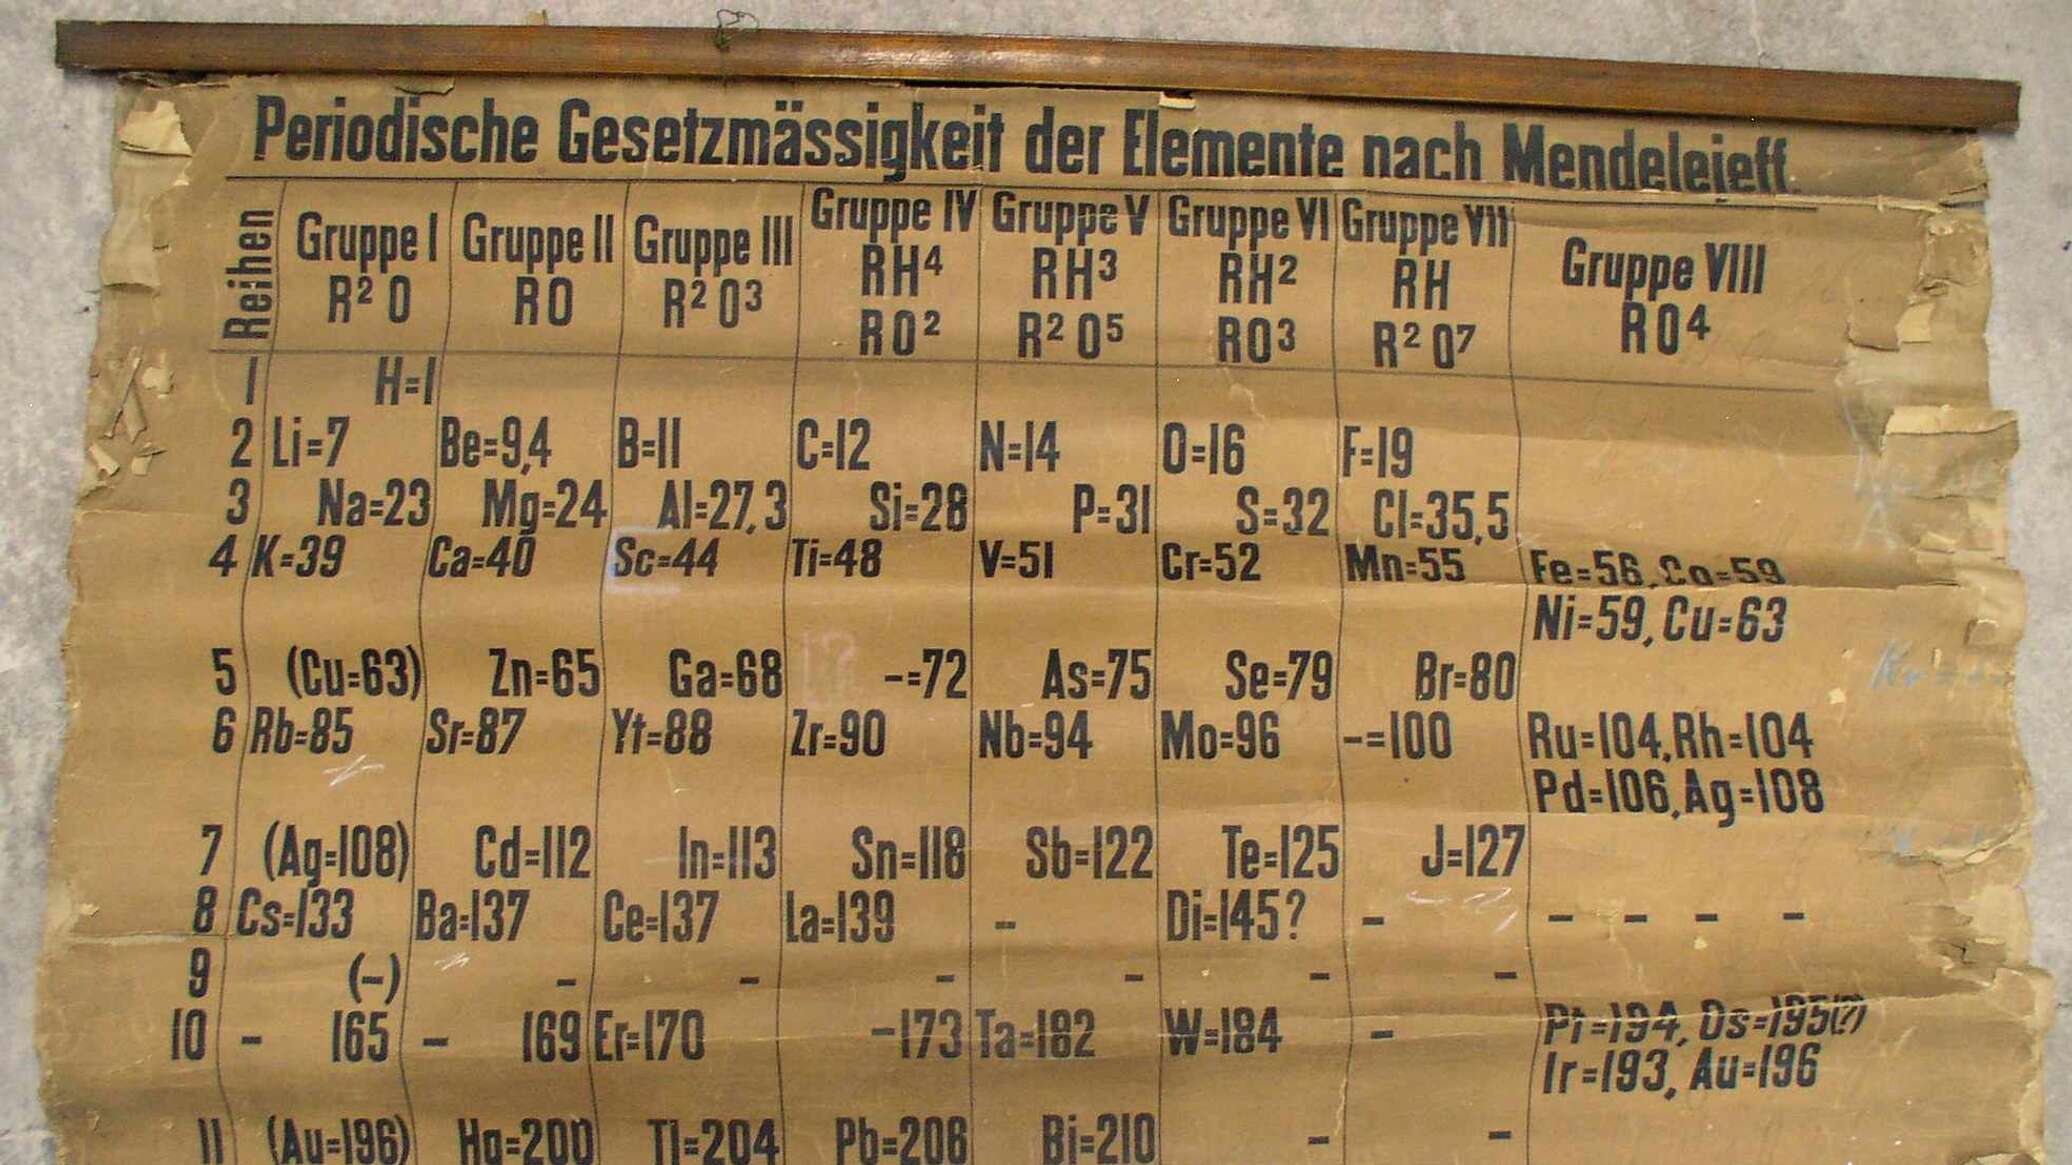 Periodische Gesetzmässigkeit der Elemente nach Mendelejeff.
Reihen Gruppe I Gruppe II Gruppe III Gruppe IV Gruppe V Gruppe VI Gruppe VII Gruppe VIII
RH⁴ RH³ RH² RH
R² O RO R² O³ RO² R² O⁵ RO³ R² O⁷ RO⁴
1 H=1
2 Li=7 Be=9,4 B=11 C=12 N=14 O=16 F=19
3 Na=23 Mg=24 Al=27,3 Si=28 P=31 S=32 Cl=35,5
4 K=39 Ca=40 Sc=44 Ti=48 V=51 Cr=52 Mn=55 Fe=56, Co=59
Ni=59, Cu=63
5 (Cu=63) Zn=65 Ga=68 -=72 As=75 Se=79 Br=80
6 Rb=85 Sr=87 Yt=88 Zr=90 Nb=94 Mo=96 -=100 Ru=104, Rh=104
Pd=106, Ag=108
7 (Ag=108) Cd=112 In=113 Sn=118 Sb=122 Te=125 J=127
8 Cs=133 Ba=137 Ce=137 La=139 - Di=145? - - - - -
9 (-) - - - - - -
10 - 165 - 169 Er=170 -173 Ta=182 W=184 - Pt=194, Os=195(?)
Ir=193, Au=196
11 (Au=196) Hg=200 Tl=204 Pb=206 Bi=210 - -